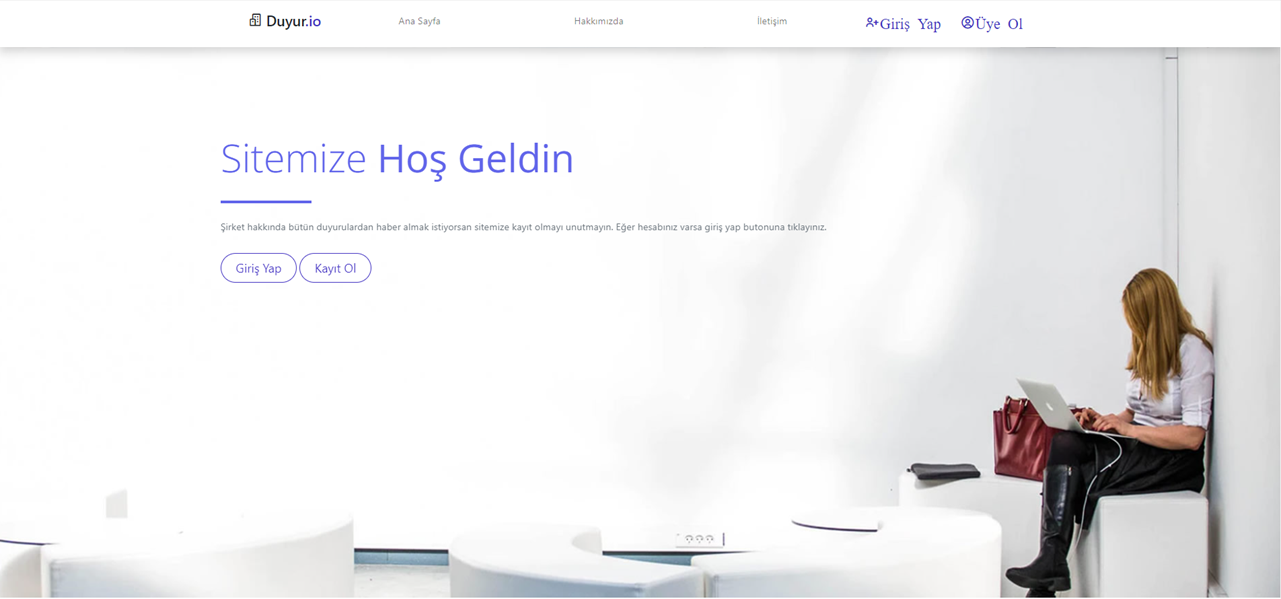 Duyur.io
Ana Sayfa
Hakkımızda
İletişim
Giriş Yap
Üye Ol
Sitemize Hoş Geldin
Şirket hakkında bütün duyurulardan haber almak istiyorsan sitemize kayıt olmayı unutmayın. Eğer hesabınız varsa giriş yap butonuna tıklayınız.
Giriş Yap
Kayıt Ol